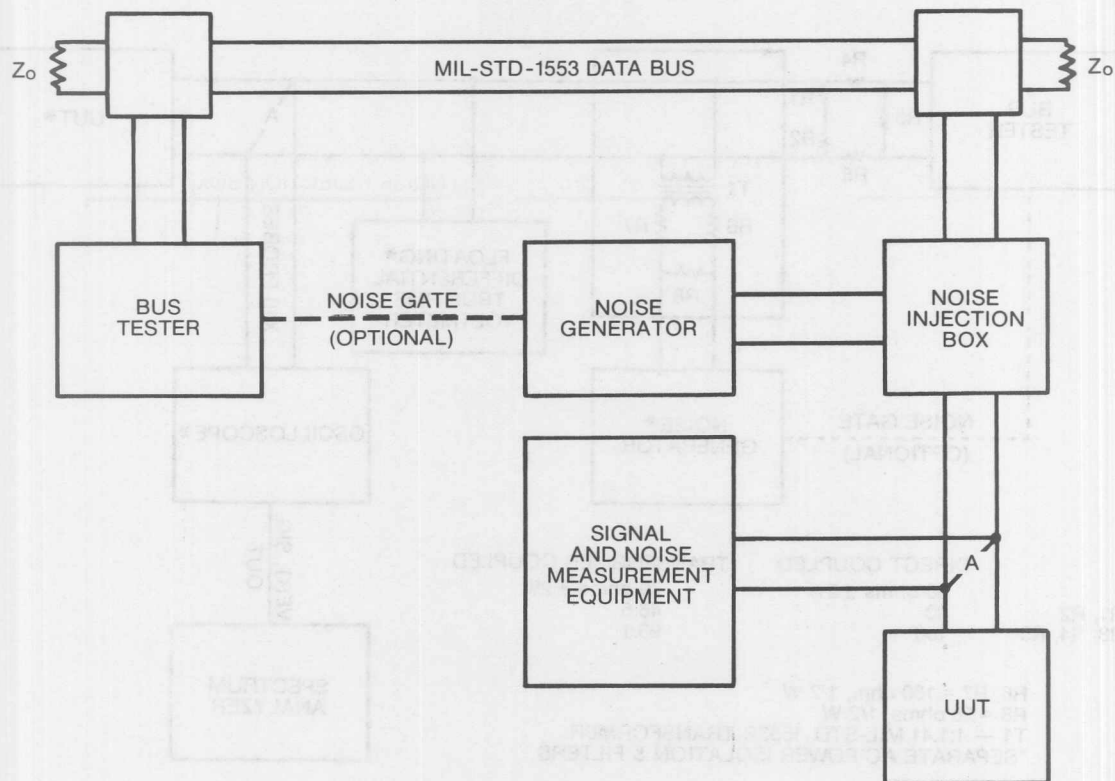 Zo
MIL-STD-1553 DATA BUS
Zo
BUS
TESTER
NOISE GATE
(OPTIONAL)
NOISE
GENERATOR
NOISE
INJECTION
BOX
SIGNAL
AND NOISE
MEASUREMENT
EQUIPMENT
A
UUT